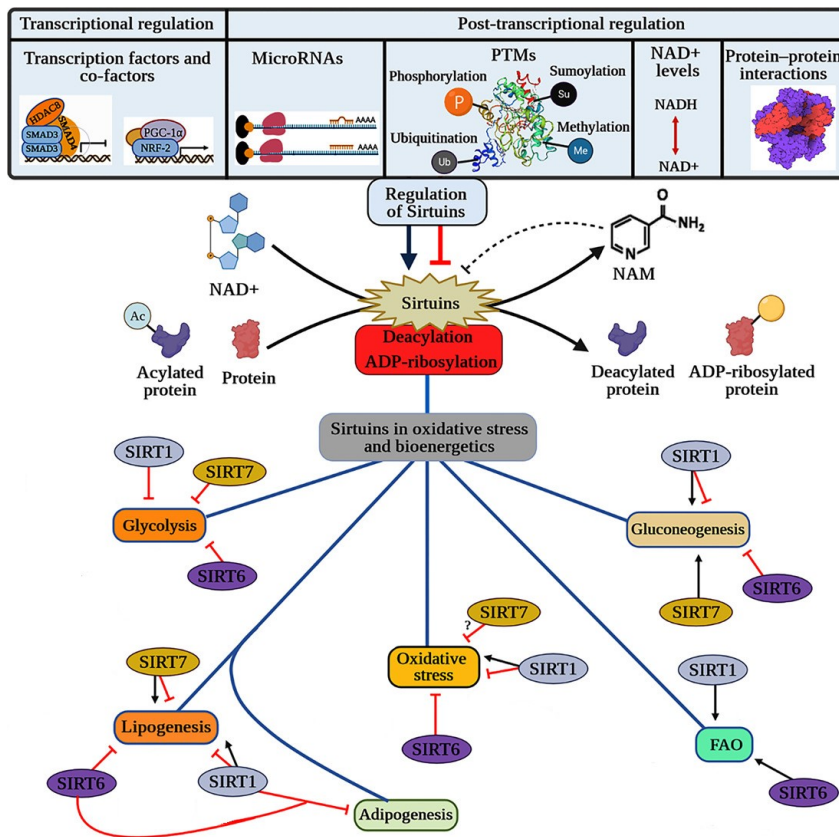 Transcriptional regulation
Post-transcriptional regulation
Transcription factors and
co-factors
HDAC8
SMAD4
SMAD3
SMAD3
PGC-1α
NRF-2
MicroRNAs
AAAA
AAAA
PTMs
Phosphorylation
Sumoylation
P
Su
Ubiquitination
Methylation
Ub
Me
NAD+
levels
NADH
NAD+
Protein–protein
interactions
Regulation
of Sirtuins
NAD+
O
NH₂
N
NAM
Sirtuins
Deacylation
ADP-ribosylation
Ac
Acylated
protein
Protein
Deacylated
protein
ADP-ribosylated
protein
Sirtuins in oxidative stress
and bioenergetics
SIRT1
SIRT7
Glycolysis
SIRT6
SIRT1
Gluconeogenesis
SIRT6
SIRT7
SIRT7
Lipogenesis
SIRT6
SIRT1
Adipogenesis
?
SIRT7
Oxidative
stress
SIRT1
SIRT6
SIRT1
FAO
SIRT6